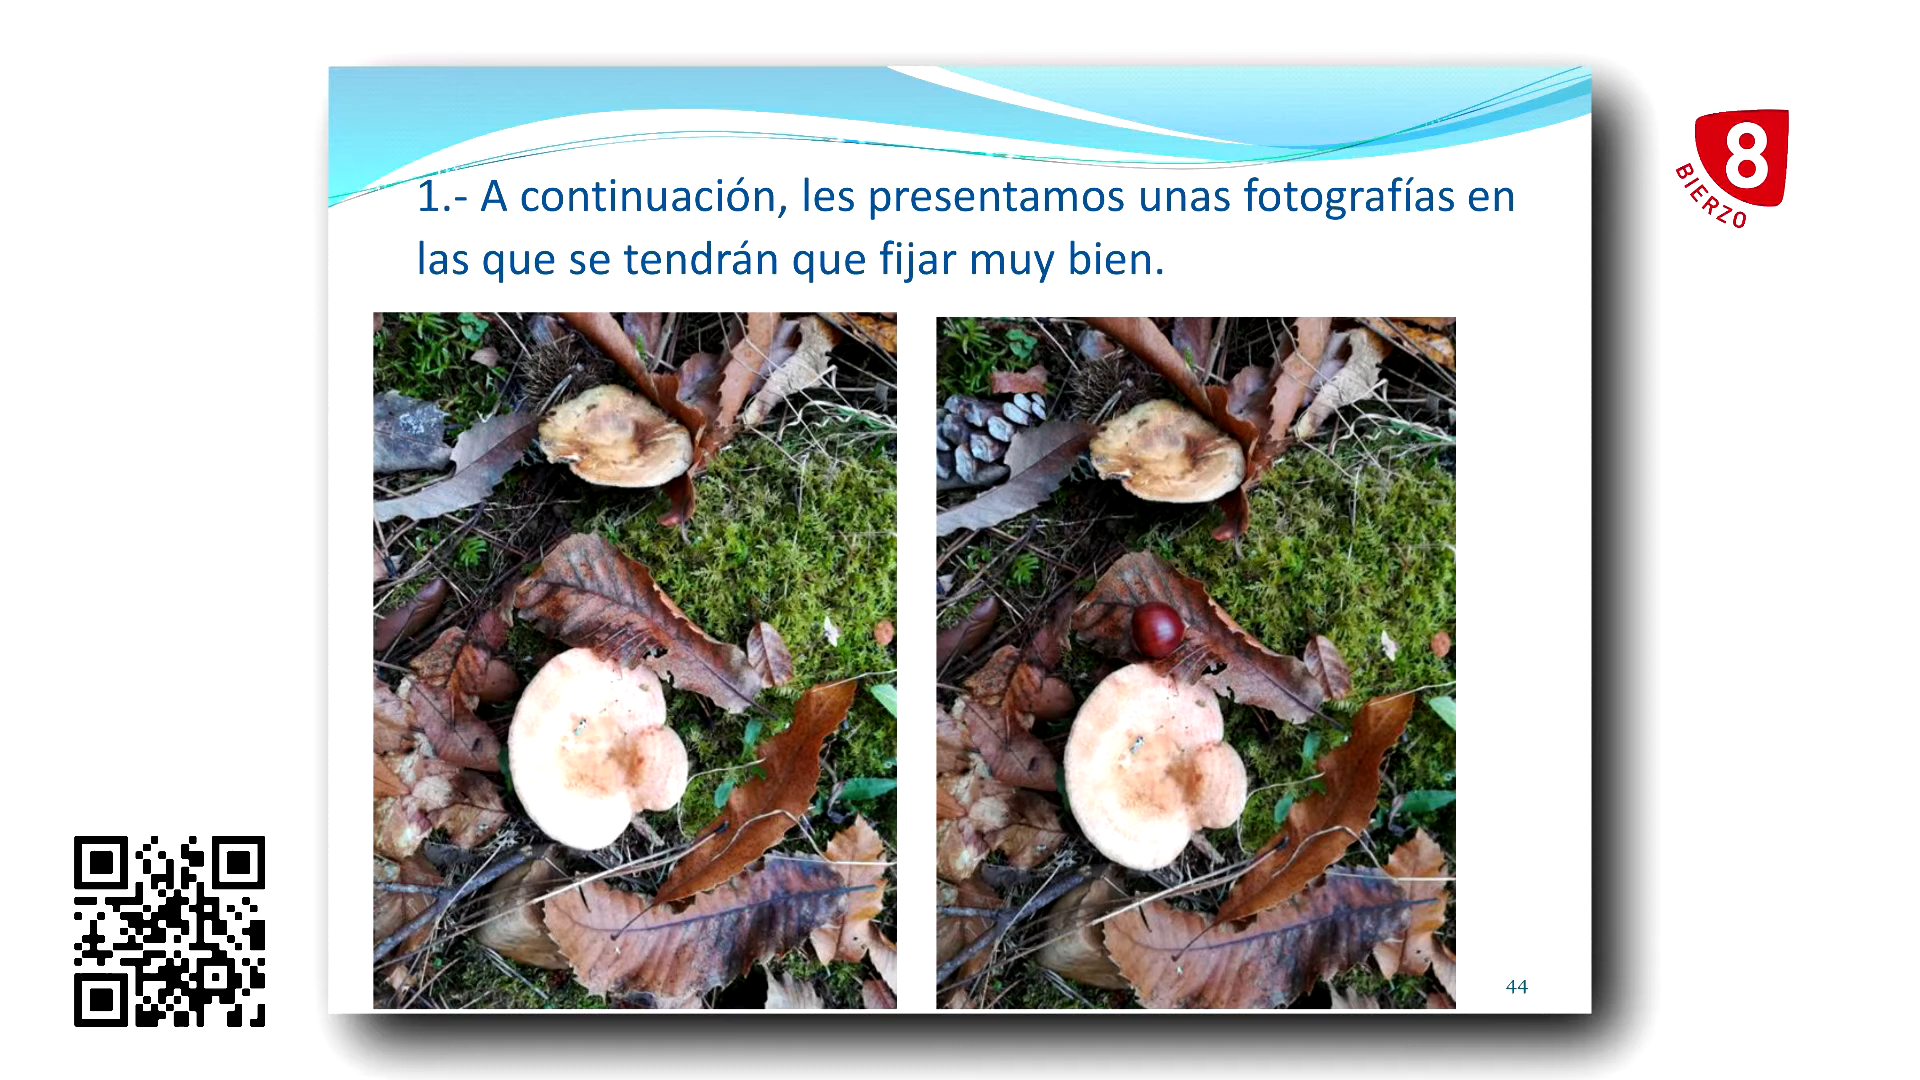 1.- A continuación, les presentamos unas fotografías en
las que se tendrán que fijar muy bien.
8
BIERZO
44